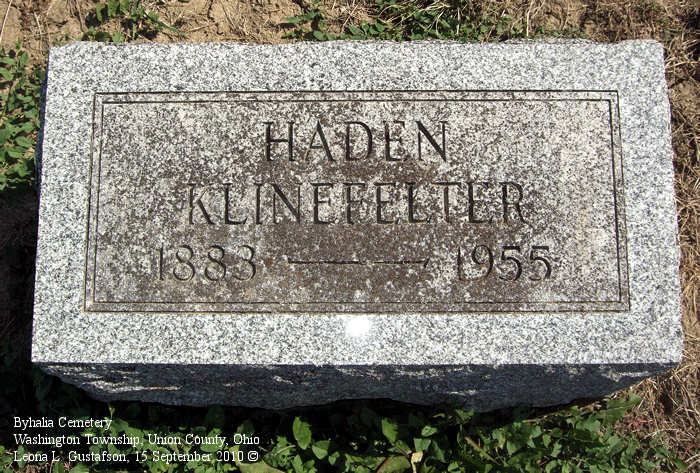 HADEN
KLINEFELTER
1883 — 1955
Byhalia Cemetery
Washington Township, Union County, Ohio
Leona L. Gustafson, 15 September 2010 ©